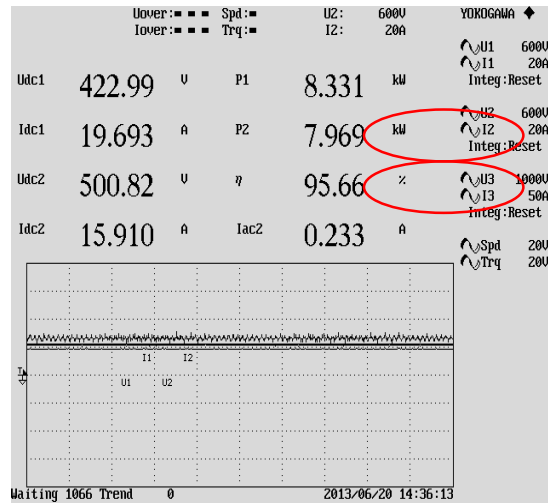 Uover:■ ■ ■ Spd:■ U2: 600V YOKOGAWA ◆
Iover:■ ■ ■ Trq:■ I2: 20A
U1 600V
I1 20A
Integ:Reset
Udc1 422.99 V P1 8.331 kW
U2 600V
I2 20A
Integ:Reset
Idc1 19.693 A P2 7.969 kW
U3 1000V
I3 50A
Integ:Reset
Udc2 500.82 V η 95.66 %
Idc2 15.910 A Iac2 0.233 A
Spd 20V
Trq 20V
I1 I2
U1 U2
Waiting 1066 Trend 0 2013/06/20 14:36:13